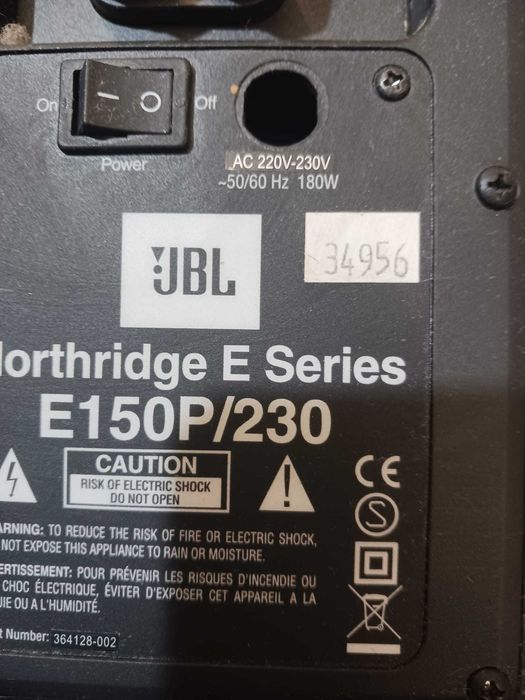 On
Off
Power
AC 220V-230V
~50/60 Hz 180W
JBL
34956
orthridge E Series
E150P/230
CAUTION
RISK OF ELECTRIC SHOCK
DO NOT OPEN
ARNING: TO REDUCE THE RISK OF FIRE OR ELECTRIC SHOCK,
NOT EXPOSE THIS APPLIANCE TO RAIN OR MOISTURE.
ERTISSEMENT: POUR PRÉVENIR LES RISQUES D'INCENDIE OU
CHOC ÉLECTRIQUE, ÉVITER D'EXPOSER CET APPAREIL A LA
UIE OU A L'HUMIDITÉ.
t Number: 364128-002
CE
S